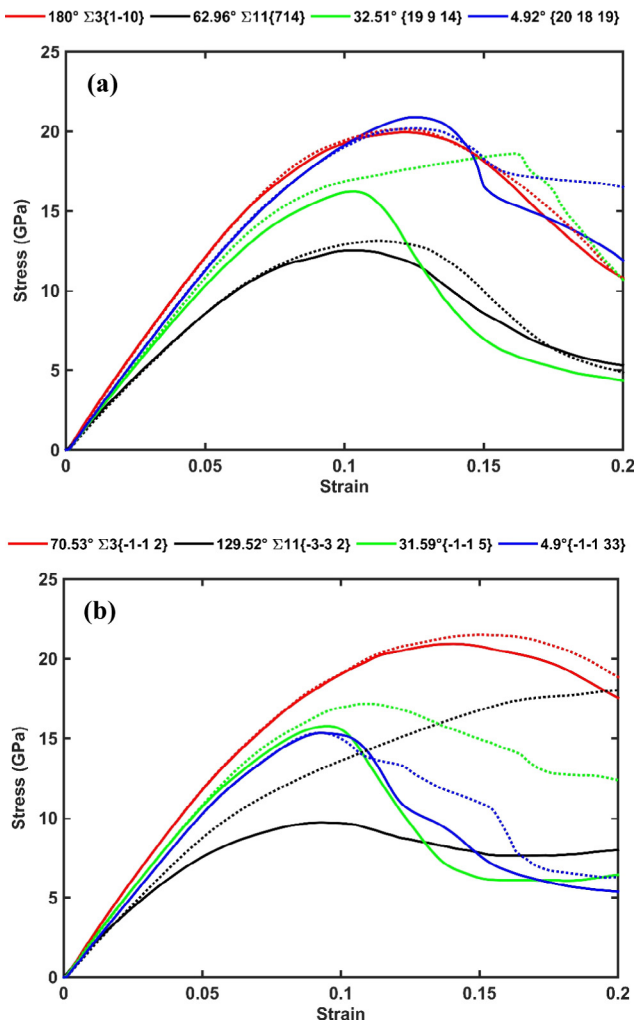 180° Σ3{1-10} 62.96° Σ11{714} 32.51° {19 9 14} 4.92° {20 18 19}
25
(a)
20
15
10
5
0
Stress (GPa)
0 0.05 0.1 0.15 0.2
Strain
70.53° Σ3{-1-1 2} 129.52° Σ11{-3-3 2} 31.59°{-1-1 5} 4.9°{-1-1 33}
25
(b)
20
15
10
5
0
Stress (GPa)
0 0.05 0.1 0.15 0.2
Strain